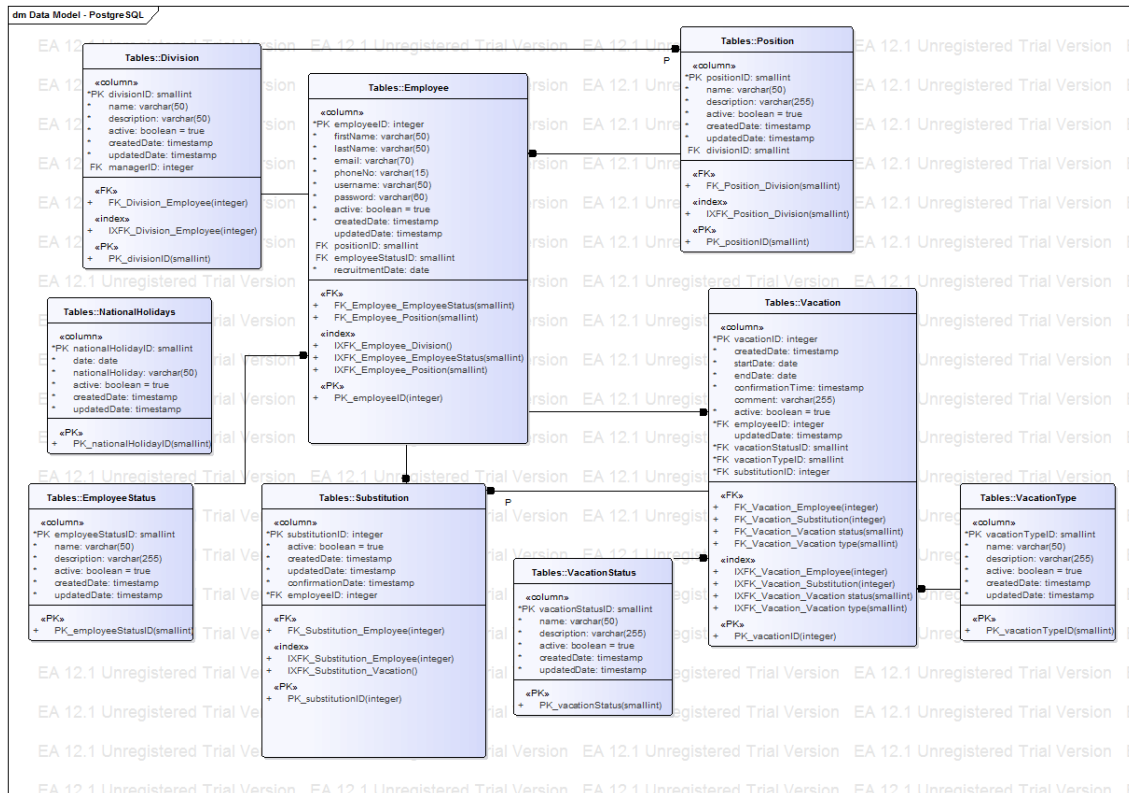 dm Data Model - PostgreSQL
Tables::Division
«column»
*PK divisionID: smallint
* name: varchar(50)
* description: varchar(50)
* active: boolean = true
* createdDate: timestamp
* updatedDate: timestamp
FK managerID: integer
«FK»
+ FK_Division_Employee(integer)
«index»
+ IXFK_Division_Employee(integer)
«PK»
+ PK_divisionID(smallint)
Tables::Employee
«column»
*PK employeeID: integer
* firstName: varchar(50)
* lastName: varchar(50)
* email: varchar(70)
* phoneNo: varchar(15)
* username: varchar(50)
* password: varchar(60)
* active: boolean = true
* createdDate: timestamp
updatedDate: timestamp
FK positionID: smallint
FK employeeStatusID: smallint
* recruitmentDate: date
«FK»
+ FK_Employee_EmployeeStatus(smallint)
+ FK_Employee_Position(smallint)
«index»
+ IXFK_Employee_Division()
+ IXFK_Employee_EmployeeStatus(smallint)
+ IXFK_Employee_Position(smallint)
«PK»
+ PK_employeeID(integer)
P
Tables::Position
«column»
*PK positionID: smallint
* name: varchar(50)
* description: varchar(255)
* active: boolean = true
* createdDate: timestamp
* updatedDate: timestamp
FK divisionID: smallint
«FK»
+ FK_Position_Division(smallint)
«index»
+ IXFK_Position_Division(smallint)
«PK»
+ PK_positionID(smallint)
Tables::NationalHolidays
«column»
*PK nationalHolidayID: smallint
* date: date
* nationalHoliday: varchar(50)
* active: boolean = true
* createdDate: timestamp
* updatedDate: timestamp
«PK»
+ PK_nationalHolidayID(smallint)
Tables::Vacation
«column»
*PK vacationID: integer
* createdDate: timestamp
* startDate: date
* endDate: date
* confirmationTime: timestamp
comment: varchar(255)
* active: boolean = true
*FK employeeID: integer
updatedDate: timestamp
*FK vacationStatusID: smallint
*FK vacationTypeID: smallint
*FK substitutionID: integer
«FK»
+ FK_Vacation_Employee(integer)
+ FK_Vacation_Substitution(integer)
+ FK_Vacation_Vacation status(smallint)
+ FK_Vacation_Vacation type(smallint)
«index»
+ IXFK_Vacation_Employee(integer)
+ IXFK_Vacation_Substitution(integer)
+ IXFK_Vacation_Vacation status(smallint)
+ IXFK_Vacation_Vacation type(smallint)
«PK»
+ PK_vacationID(integer)
Tables::EmployeeStatus
«column»
*PK employeeStatusID: smallint
* name: varchar(50)
* description: varchar(255)
* active: boolean = true
* createdDate: timestamp
* updatedDate: timestamp
«PK»
+ PK_employeeStatusID(smallint)
Tables::Substitution
«column»
*PK substitutionID: integer
* active: boolean = true
* createdDate: timestamp
* updatedDate: timestamp
* confirmationDate: timestamp
*FK employeeID: integer
«FK»
+ FK_Substitution_Employee(integer)
«index»
+ IXFK_Substitution_Employee(integer)
+ IXFK_Substitution_Vacation()
«PK»
+ PK_substitutionID(integer)
P
Tables::VacationStatus
«column»
*PK vacationStatusID: smallint
* name: varchar(50)
* description: varchar(255)
* active: boolean = true
* createdDate: timestamp
* updatedDate: timestamp
«PK»
+ PK_vacationStatus(smallint)
Tables::VacationType
«column»
*PK vacationTypeID: smallint
* name: varchar(50)
* description: varchar(255)
* active: boolean = true
* createdDate: timestamp
* updatedDate: timestamp
«PK»
+ PK_vacationTypeID(smallint)
EA 12.1 Unregistered Trial Version